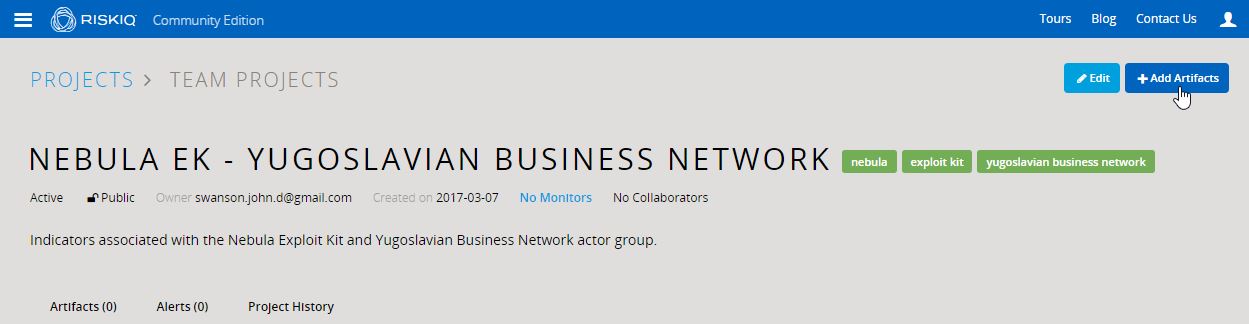 RISKIQ Community Edition Tours Blog Contact Us
PROJECTS > TEAM PROJECTS Edit Add Artifacts
NEBULA EK - YUGOSLAVIAN BUSINESS NETWORK nebula exploit kit yugoslavian business network
Active Public Owner swanson.john.d@gmail.com Created on 2017-03-07 No Monitors No Collaborators
Indicators associated with the Nebula Exploit Kit and Yugoslavian Business Network actor group.
Artifacts (0) Alerts (0) Project History